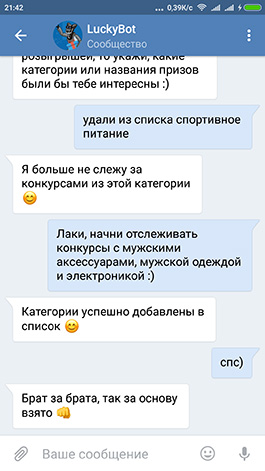 21:42
... 0,39K/с
LuckyBot
Сообщество
розыгрышей, то укажи, какие
категории или названия призов
были бы тебе интересны :)
удали из списка спортивное
питание
Я больше не слежу за
конкурсами из этой категории
😊
Лаки, начни отслеживать
конкурсы с мужскими
аксессуарами, мужской одеждой
и электроникой :)
Категории успешно добавлены в
список 😊
спс)
Брат за брата, так за основу
взято 👊
Ваше сообщение